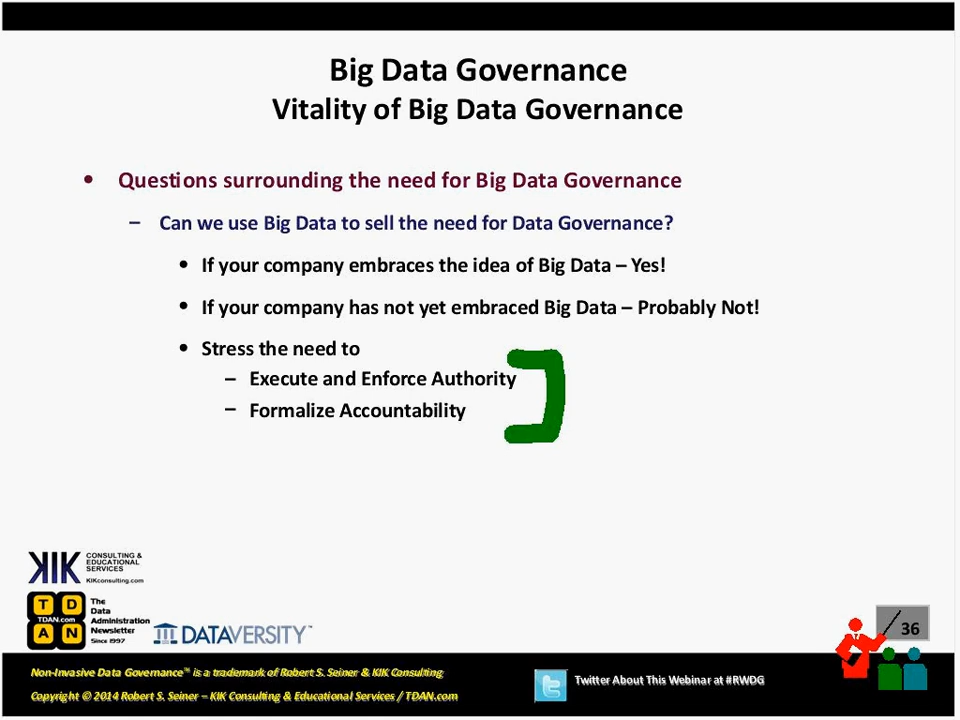 Big Data Governance
Vitality of Big Data Governance
• Questions surrounding the need for Big Data Governance
– Can we use Big Data to sell the need for Data Governance?
• If your company embraces the idea of Big Data – Yes!
• If your company has not yet embraced Big Data – Probably Not!
• Stress the need to
– Execute and Enforce Authority
– Formalize Accountability
KIK CONSULTING &
EDUCATIONAL
SERVICES
KIKconsulting.com
T D
TDAN.com
A N
The
Data
Administration
Newsletter
Since 1997
DATAVERSITY™
36
Non-Invasive Data Governance™ is a trademark of Robert S. Seiner & KIK Consulting
Copyright © 2014 Robert S. Seiner – KIK Consulting & Educational Services / TDAN.com
Twitter About This Webinar at #RWDG